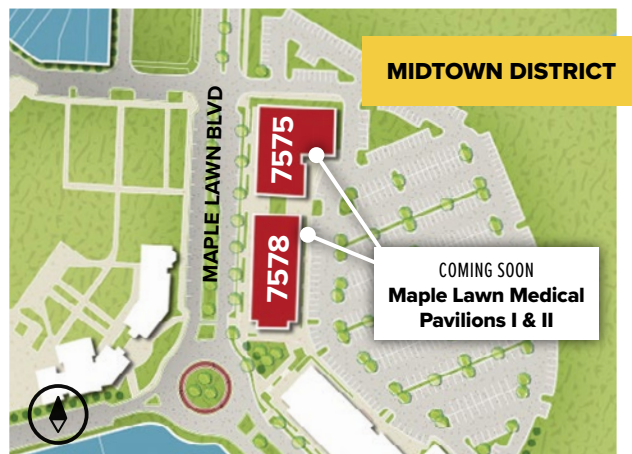 MIDTOWN DISTRICT
MAPLE LAWN BLVD
7575
7578
COMING SOON
Maple Lawn Medical
Pavilions I & II